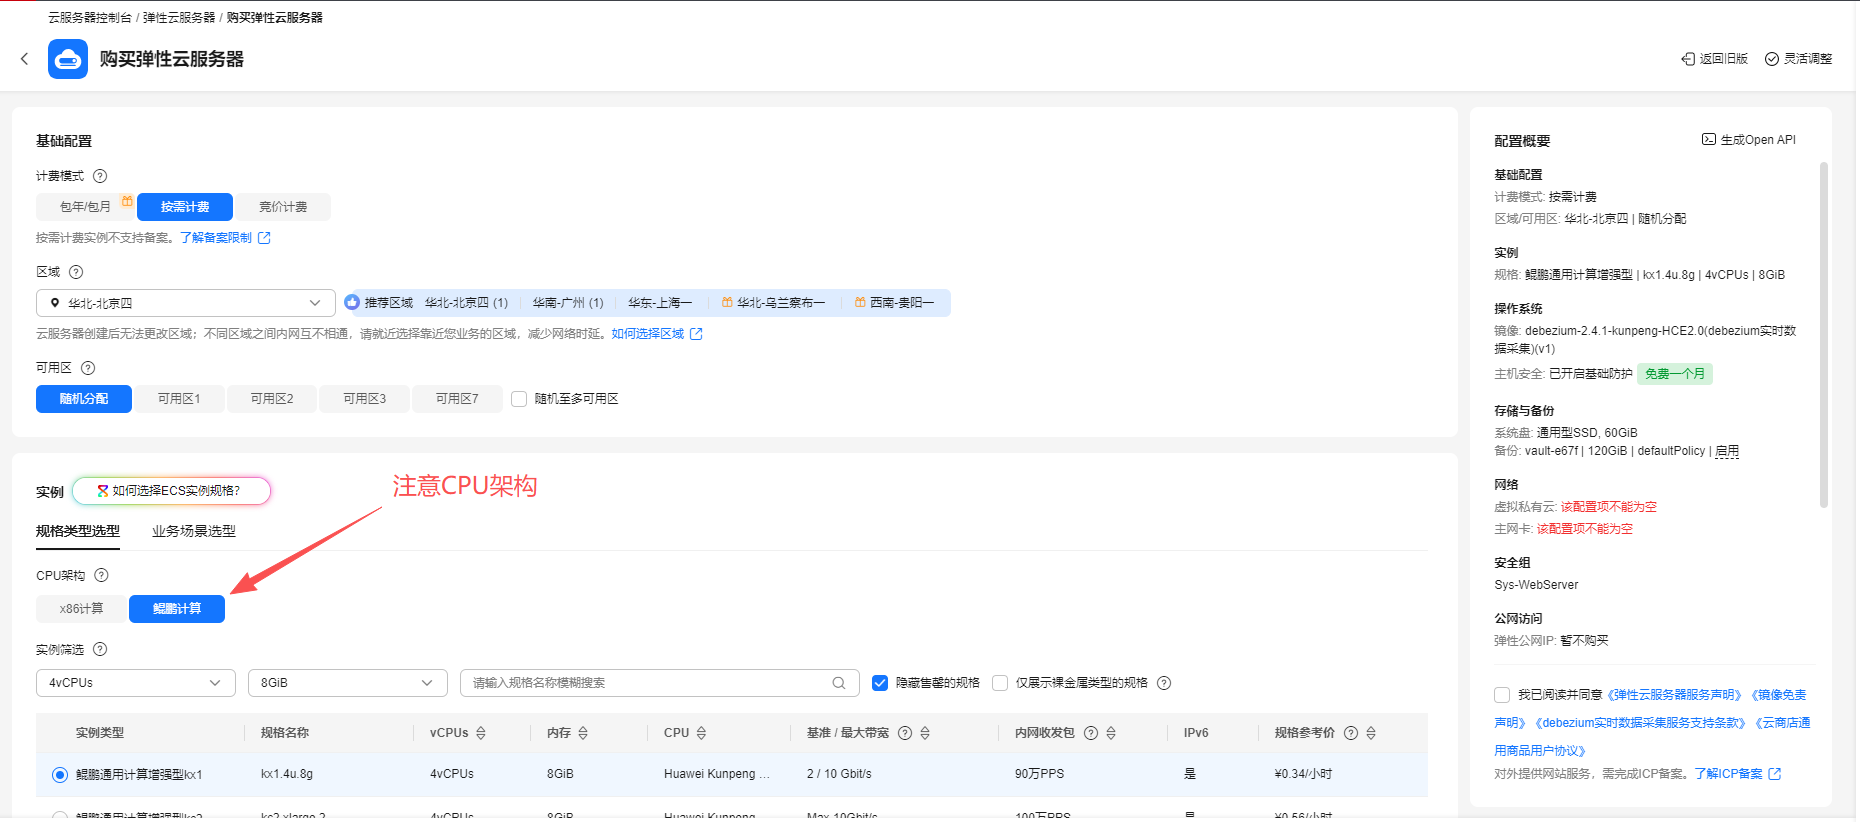 云服务器控制台 / 弹性云服务器 / 购买弹性云服务器
购买弹性云服务器
返回旧版
灵活调整
基础配置
计费模式
包年/包月
按需计费
竞价计费
按需计费实例不支持备案。了解备案限制
区域
华北-北京四
推荐区域
华北-北京四 (1)
华南-广州 (1)
华东-上海一
华北-乌兰察布一
西南-贵阳一
云服务器创建后无法更改区域；不同区域之间内网互不相通，请就近选择靠近您业务的区域，减少网络时延。如何选择区域
可用区
随机分配
可用区1
可用区2
可用区3
可用区7
随机至多可用区
实例
如何选择ECS实例规格?
注意CPU架构
规格类型选型
业务场景选型
CPU架构
x86计算
鲲鹏计算
实例筛选
4vCPUs
8GiB
请输入规格名称模糊搜索
隐藏售罄的规格
仅展示裸金属类型的规格
实例类型
规格名称
vCPUs
内存
CPU
基准 / 最大带宽
内网收发包
IPv6
规格参考价
鲲鹏通用计算增强型kx1
kx1.4u.8g
4vCPUs
8GiB
Huawei Kunpeng ...
2 / 10 Gbit/s
90万PPS
是
¥0.34/小时
鲲鹏通用计算增强型kc2
kc2.xlarge.2
4vCPUs
8GiB
Huawei Kunpeng
Max 10Gbit/s
100万PPS
是
¥0.56/小时
配置概要
生成Open API
基础配置
计费模式: 按需计费
区域/可用区: 华北-北京四 | 随机分配
实例
规格: 鲲鹏通用计算增强型 | kx1.4u.8g | 4vCPUs | 8GiB
操作系统
镜像: debezium-2.4.1-kunpeng-HCE2.0(debezium实时数
据采集)(v1)
主机安全: 已开启基础防护 免费一个月
存储与备份
系统盘: 通用型SSD, 60GiB
备份: vault-e67f | 120GiB | defaultPolicy | 启用
网络
虚拟私有云: 该配置项不能为空
主网卡: 该配置项不能为空
安全组
Sys-WebServer
公网访问
弹性公网IP: 暂不购买
我已阅读并同意《弹性云服务器服务声明》《镜像免责
声明》《debezium实时数据采集服务支持条款》《云商店通
用商品用户协议》
对外提供网站服务，需完成ICP备案。了解ICP备案